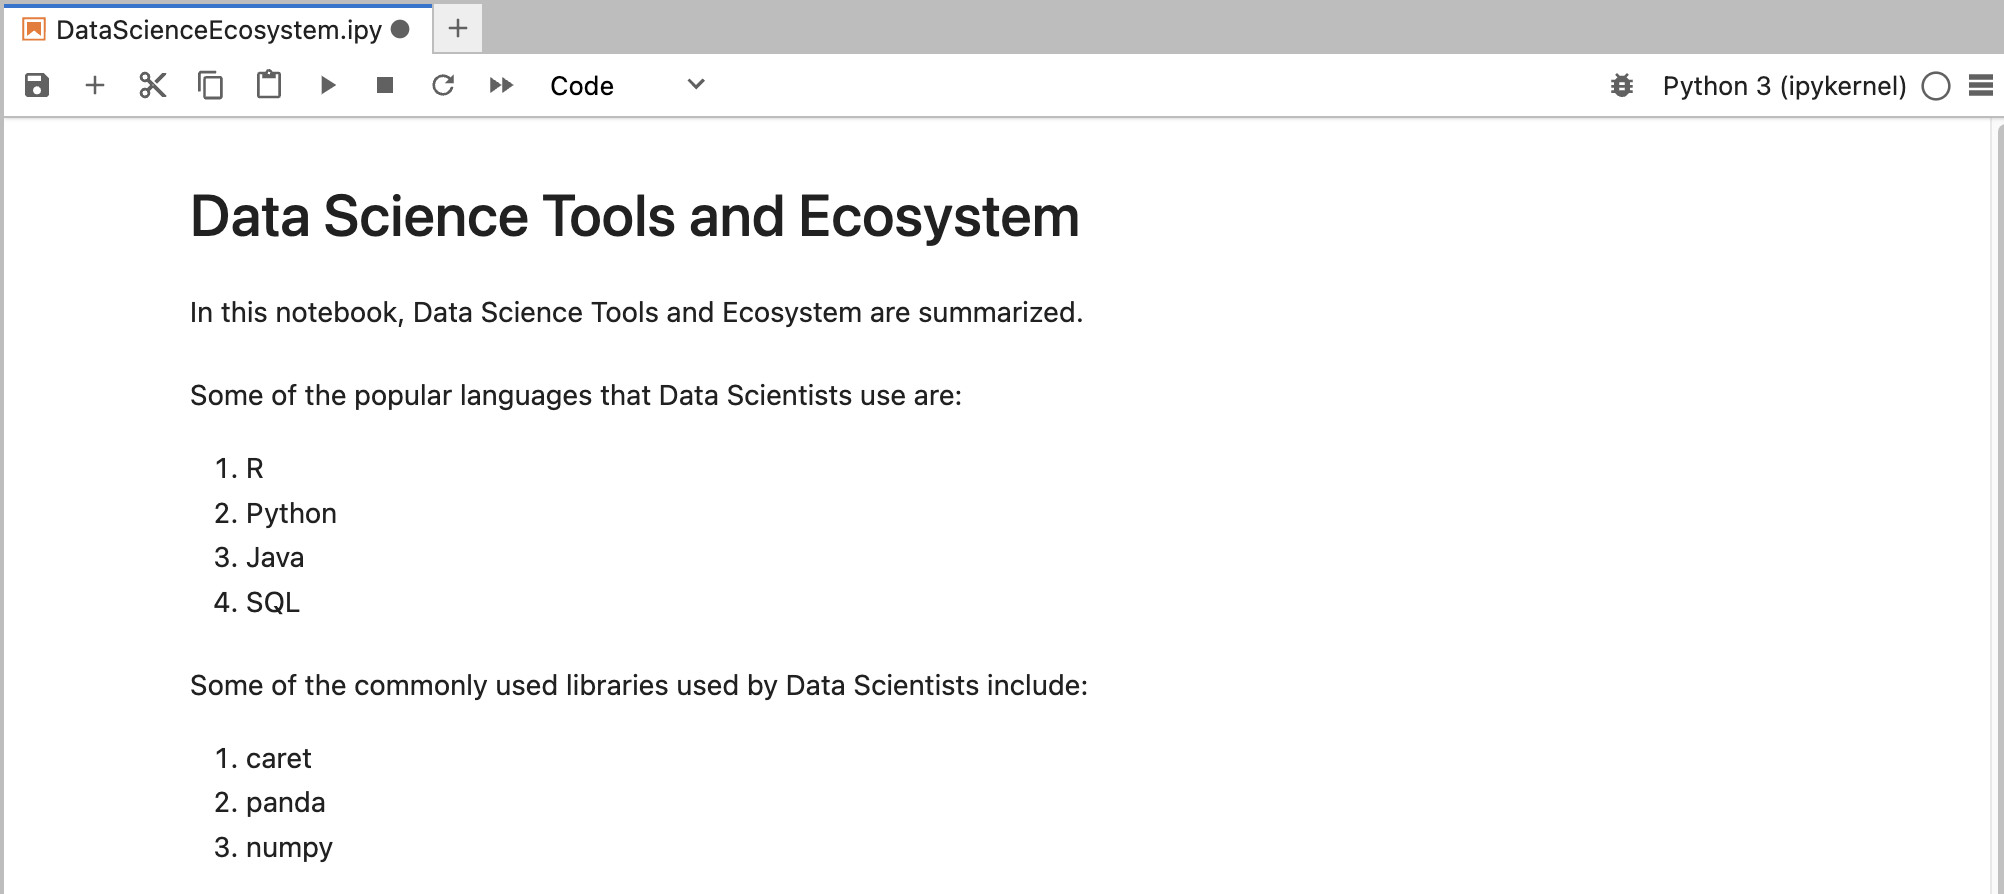 DataScienceEcosystem.ipy
Code
Python 3 (ipykernel)
Data Science Tools and Ecosystem
In this notebook, Data Science Tools and Ecosystem are summarized.
Some of the popular languages that Data Scientists use are:
1. R
2. Python
3. Java
4. SQL
Some of the commonly used libraries used by Data Scientists include:
1. caret
2. panda
3. numpy